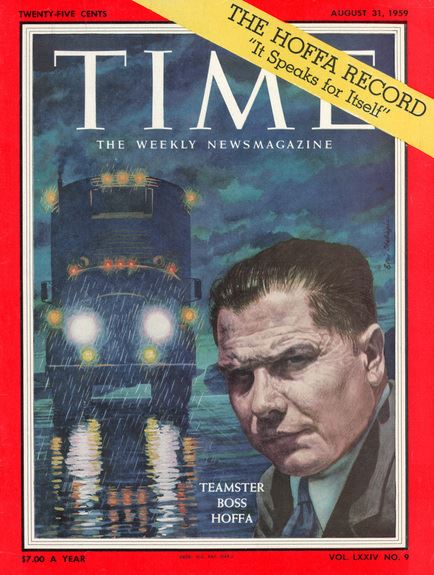 TWENTY-FIVE CENTS
AUGUST 31, 1959
THE HOFFA RECORD
"It Speaks for Itself"
TIME
THE WEEKLY NEWSMAGAZINE
TEAMSTER
BOSS
HOFFA
$7.00 A YEAR
VOL. LXXIV NO. 9